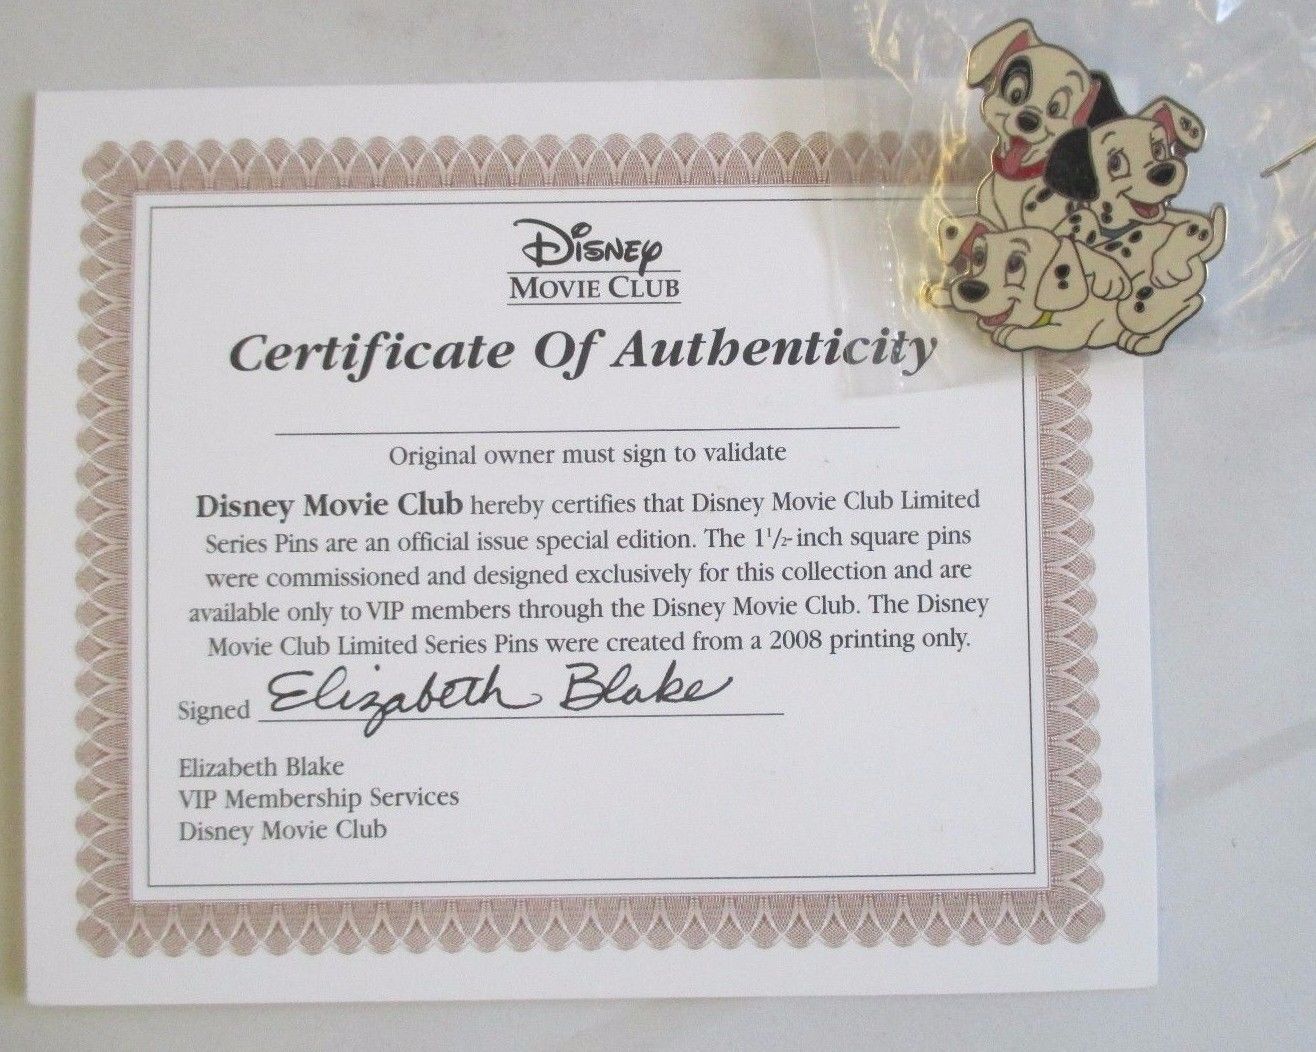 Disney
MOVIE CLUB
Certificate Of Authenticity
Original owner must sign to validate
Disney Movie Club hereby certifies that Disney Movie Club Limited
Series Pins are an official issue special edition. The 1 1/2-inch square pins
were commissioned and designed exclusively for this collection and are
available only to VIP members through the Disney Movie Club. The Disney
Movie Club Limited Series Pins were created from a 2008 printing only.
Signed Elizabeth Blake
Elizabeth Blake
VIP Membership Services
Disney Movie Club